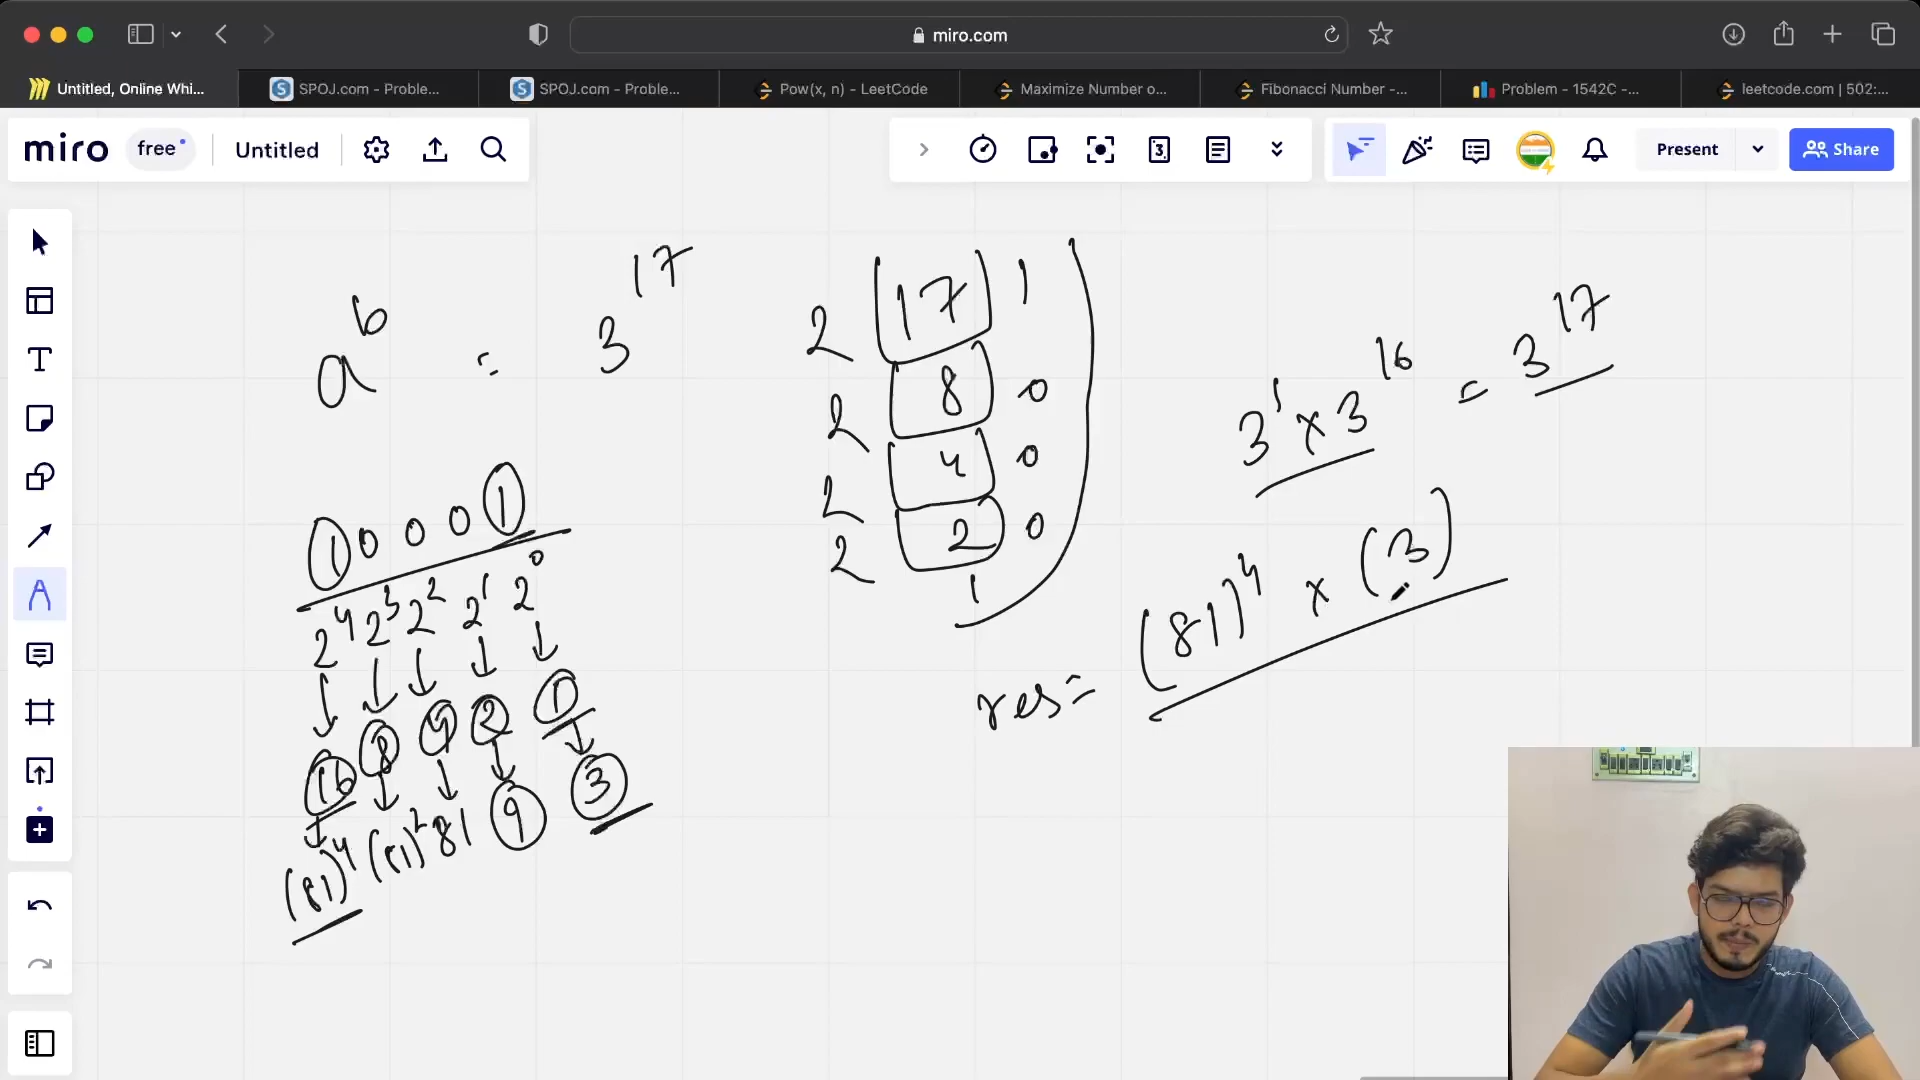 miro.com
Untitled, Online Whi...
SPOJ.com - Proble...
SPOJ.com - Proble...
Pow(x, n) - LeetCode
Maximize Number o...
Fibonacci Number -...
Problem - 1542C -...
leetcode.com | 502:...
miro free Untitled
3
Present
Share
a^b = 3^17
2 17 1
2 8 0
2 4 0
2 2 0
1
3^1 x 3^16 = 3^17
1 0 0 0 1
2^4 2^3 2^2 2^1 2^0
16 8 4 2 1
(81)^4 (81)^2 81 9 3
res = (81)^4 x (3)